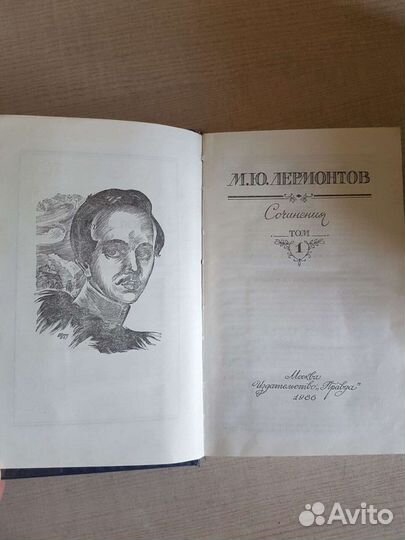 М.Ю. ЛЕРМОНТОВ
Сочинения
ТОМ
1
Москва
Издательство „Правда"
1986
Avito